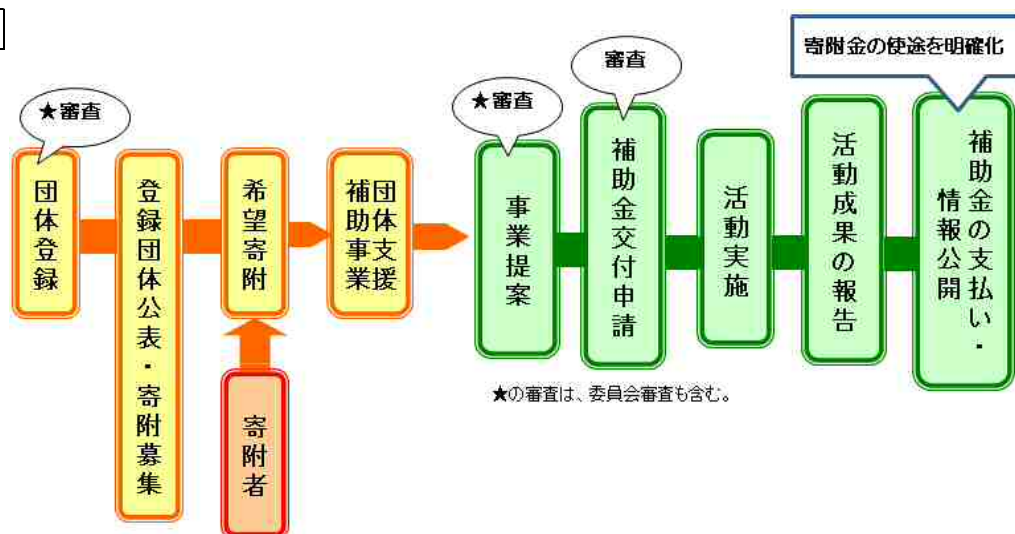 ★審査
団体登録
登録団体公表・寄附募集
希望寄附
寄附者
団体支援
補助事業
★審査
事業提案
審査
補助金交付申請
活動実施
活動成果の報告
寄附金の使途を明確化
補助金の支払い・
情報公開
★の審査は、委員会審査も含む。